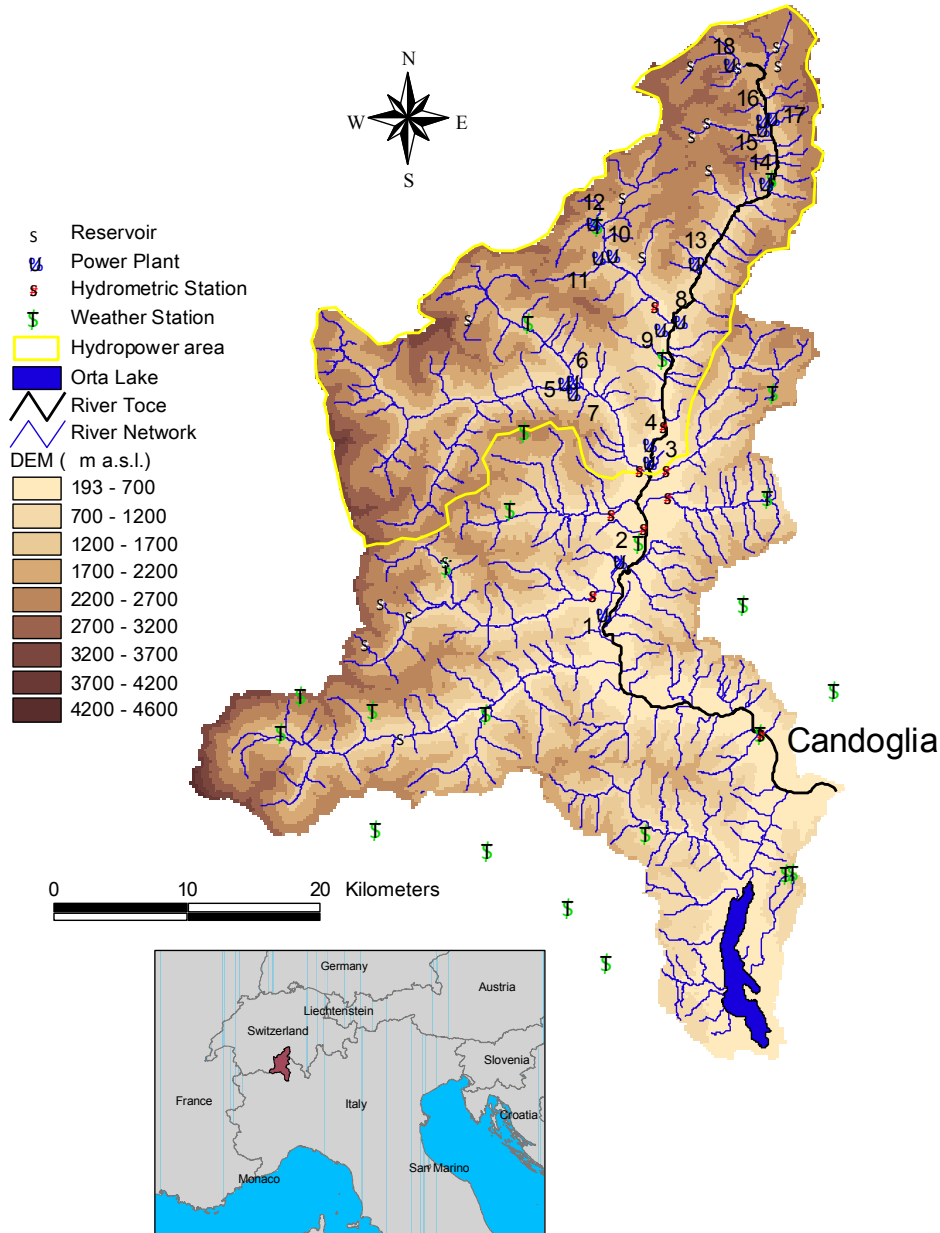 N
W
E
S
18
16
17
15
14
12
10
13
11
8
9
6
5
7
4
3
2
1
S Reservoir
Power Plant
S Hydrometric Station
Weather Station
Hydropower area
Orta Lake
River Toce
River Network
DEM ( m a.s.l.)
193 - 700
700 - 1200
1200 - 1700
1700 - 2200
2200 - 2700
2700 - 3200
3200 - 3700
3700 - 4200
4200 - 4600
Candoglia
0 10 20 Kilometers
Germany
Austria
Liechtenstein
Switzerland
Slovenia
France
Italy
Croatia
San Marino
Monaco